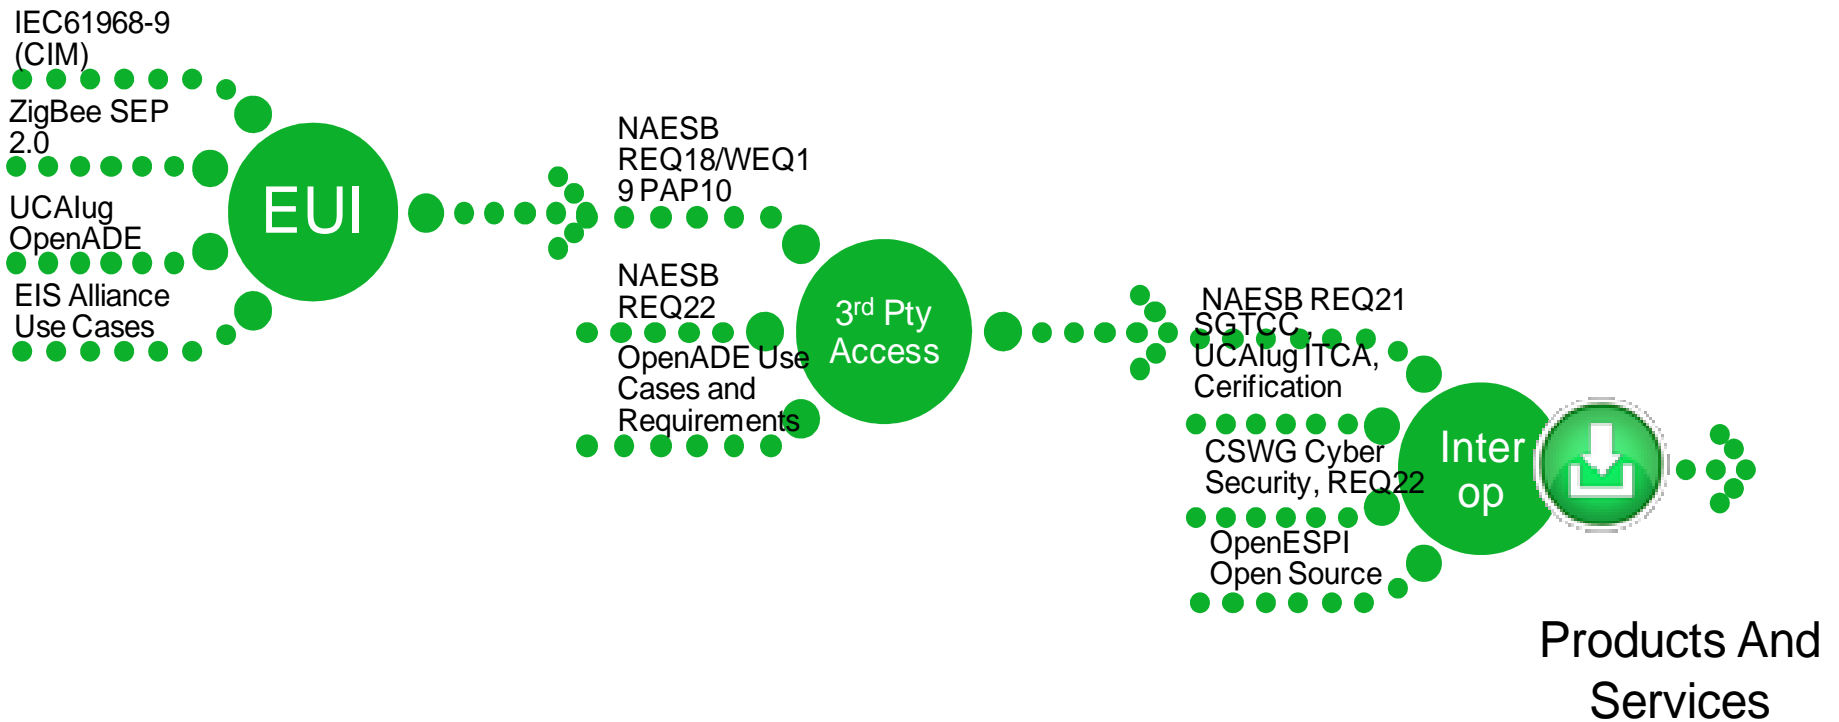 IEC61968-9
(CIM)
ZigBee SEP
2.0
UCAIug
OpenADE
EIS Alliance
Use Cases
EUI
NAESB
REQ18/WEQ1
9 PAP10
NAESB
REQ22
OpenADE Use
Cases and
Requirements
3rd Pty
Access
NAESB REQ21
SGTCC ,
UCAIug ITCA,
Cerification
CSWG Cyber
Security, REQ22
OpenESPI
Open Source
Inter
op
Products And
Services